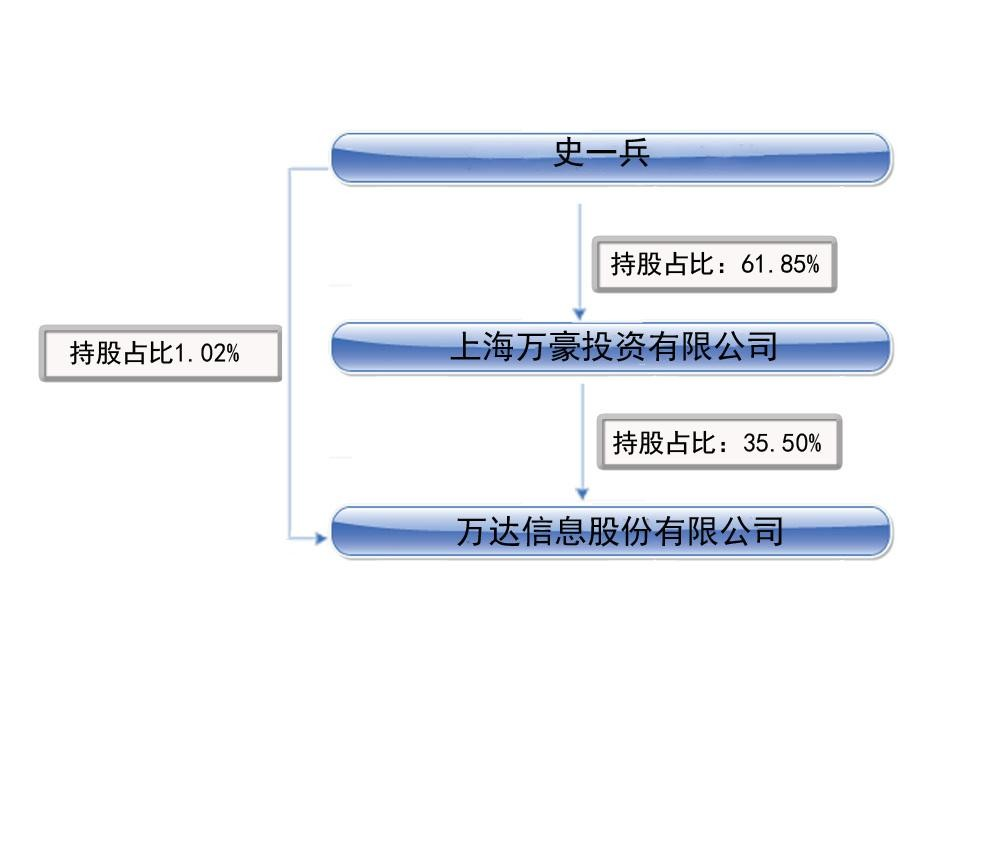 史一兵
持股占比：61.85%
上海万豪投资有限公司
持股占比1.02%
持股占比：35.50%
万达信息股份有限公司